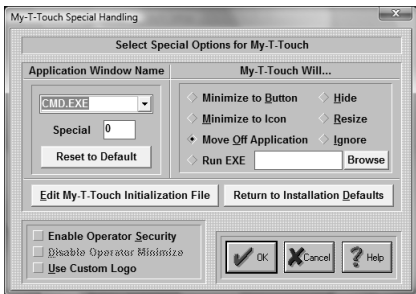 My-T-Touch Special Handling
Select Special Options for My-T-Touch
Application Window Name
My-T-Touch Will...
CMD.EXE
Special 0
Reset to Default
Minimize to Button
Hide
Minimize to Icon
Resize
Move Off Application
Ignore
Run EXE
Browse
Edit My-T-Touch Initialization File
Return to Installation Defaults
Enable Operator Security
Disable Operator Minimize
Use Custom Logo
OK
Cancel
Help